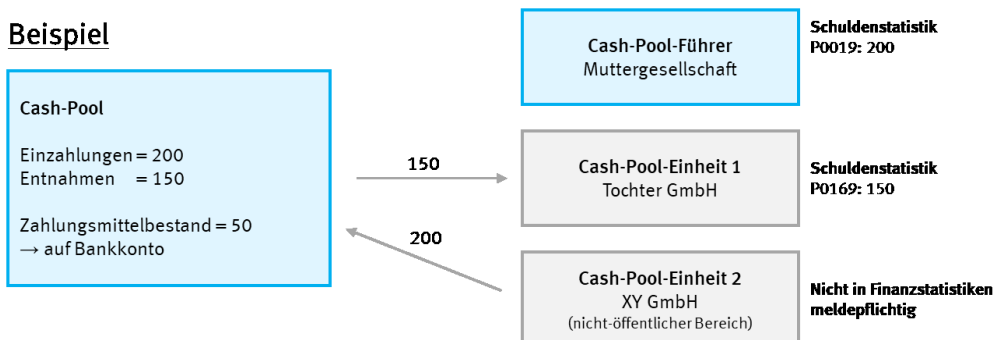 Beispiel
Cash-Pool
Einzahlungen = 200
Entnahmen = 150
Zahlungsmittelbestand = 50
→ auf Bankkonto
150
200
Cash-Pool-Führer
Muttergesellschaft
Schuldenstatistik
P0019: 200
Cash-Pool-Einheit 1
Tochter GmbH
Schuldenstatistik
P0169: 150
Cash-Pool-Einheit 2
XY GmbH
(nicht-öffentlicher Bereich)
Nicht in Finanzstatistiken
meldepflichtig